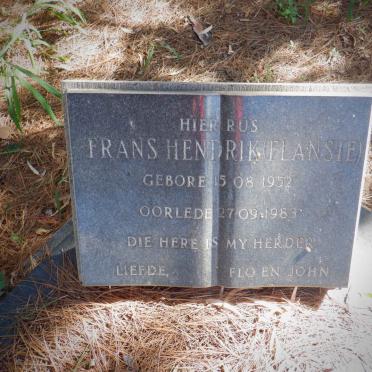 HIER RUS
FRANS HENDRIK (FLANSIE)
GEBORE 15 08 1952
OORLEDE 27 09 1983
DIE HERE IS MY HERDER
LIEFDE, FLO EN JOHN